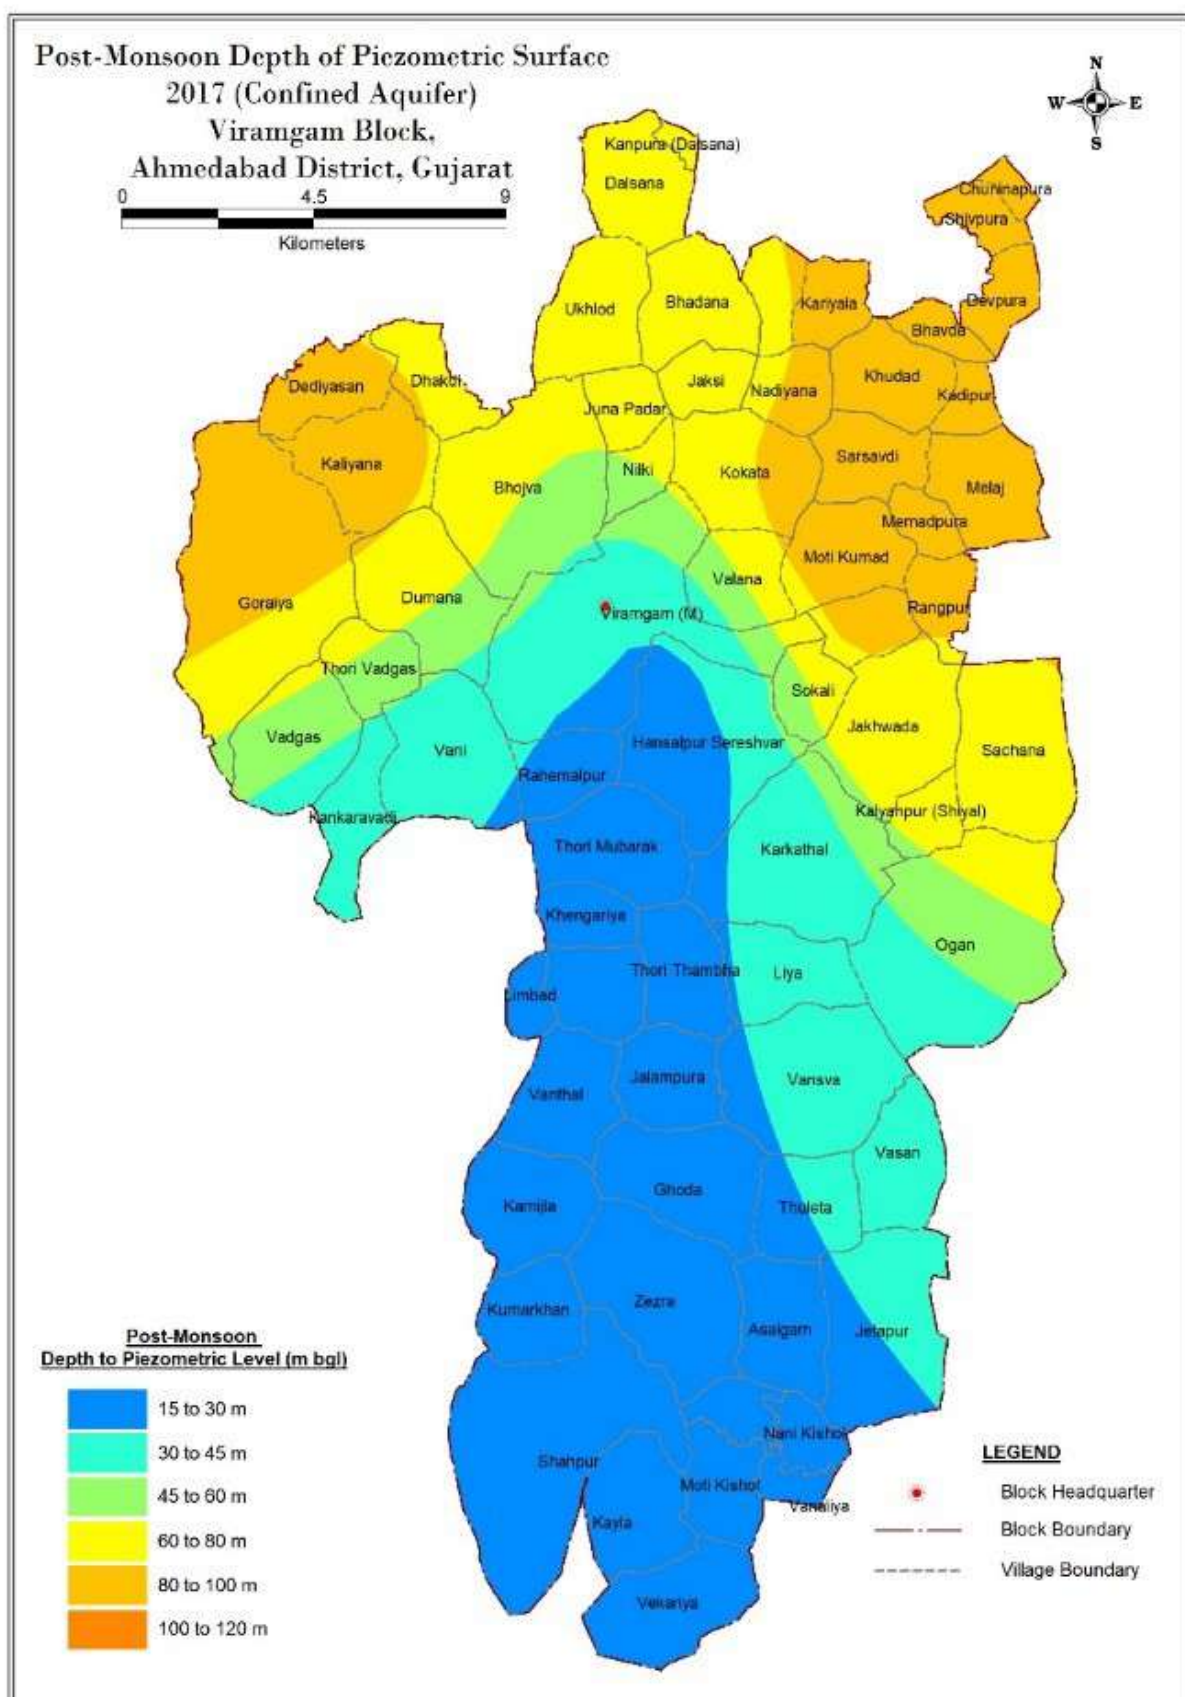 Post-Monsoon Depth of Piezometric Surface
2017 (Confined Aquifer)
Viramgam Block,
Ahmedabad District, Gujarat
0 4.5 9
Kilometers
N
W E
S
Kanpura (Dalsana)
Dalsana
Chuninapura
Shivpura
Ukhlod
Bhadana
Kariyala
Devpura
Bhavda
Dediyasan
Dhakdi
Jaksi
Nadiyana
Khudad
Kadipur
Juna Padar
Kaliyana
Bhojva
Nilki
Kokata
Sarsavdi
Melaj
Memadpura
Moti Kumad
Valana
Goraiya
Dumana
Viramgam (M)
Rangpur
Thori Vadgas
Sokali
Vadgas
Vani
Hansalpur Sereshvar
Jakhwada
Sachana
Rahemalpur
Kankaravadi
Kalyanpur (Shiyal)
Thori Mubarak
Karkathal
Khengariya
Ogan
Thori Thambha
Liya
Limbad
Vanthal
Jalampura
Vansva
Vasan
Kamijla
Ghoda
Thuleta
Kumarkhan
Zezra
Asalgam
Jetapur
Nani Kishol
Shahpur
Moti Kishol
Vanaliya
Kayla
Vekariya
Post-Monsoon
Depth to Piezometric Level (m bgl)
15 to 30 m
30 to 45 m
45 to 60 m
60 to 80 m
80 to 100 m
100 to 120 m
LEGEND
Block Headquarter
Block Boundary
Village Boundary